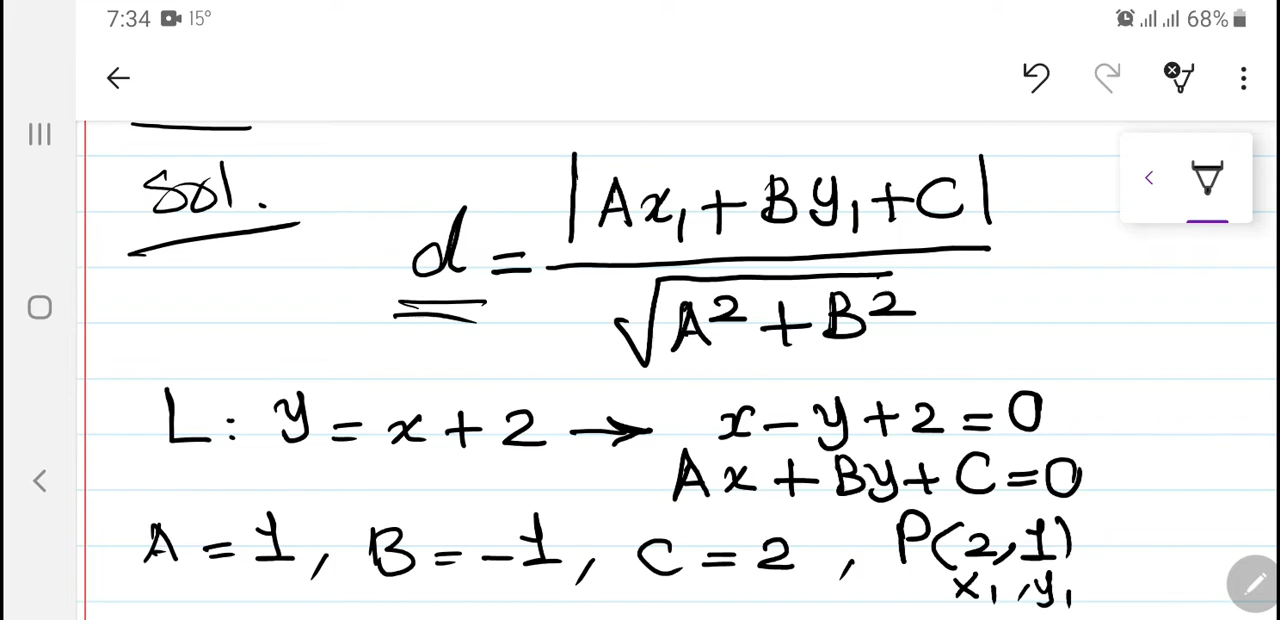 7:34 15°
68%
Sol.
d = |Ax₁ + By₁ + C| / √(A² + B²)
L: y = x + 2 → x - y + 2 = 0
Ax + By + C = 0
A = 1, B = -1, C = 2, P(2,1)
x₁, y₁